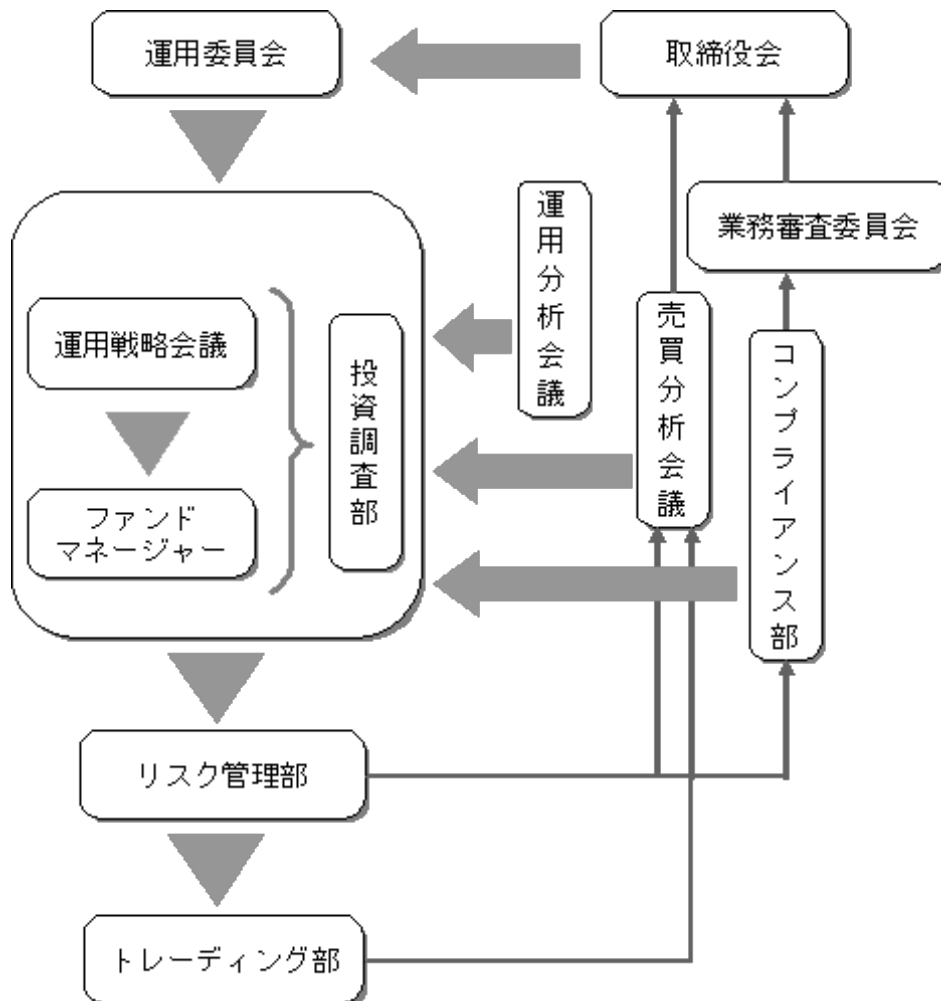 運用委員会
取締役会
運用分析会議
業務審査委員会
運用戦略会議
投資調査部
売買分析会議
コンプライアンス部
ファンド
マネージャー
リスク管理部
トレーディング部